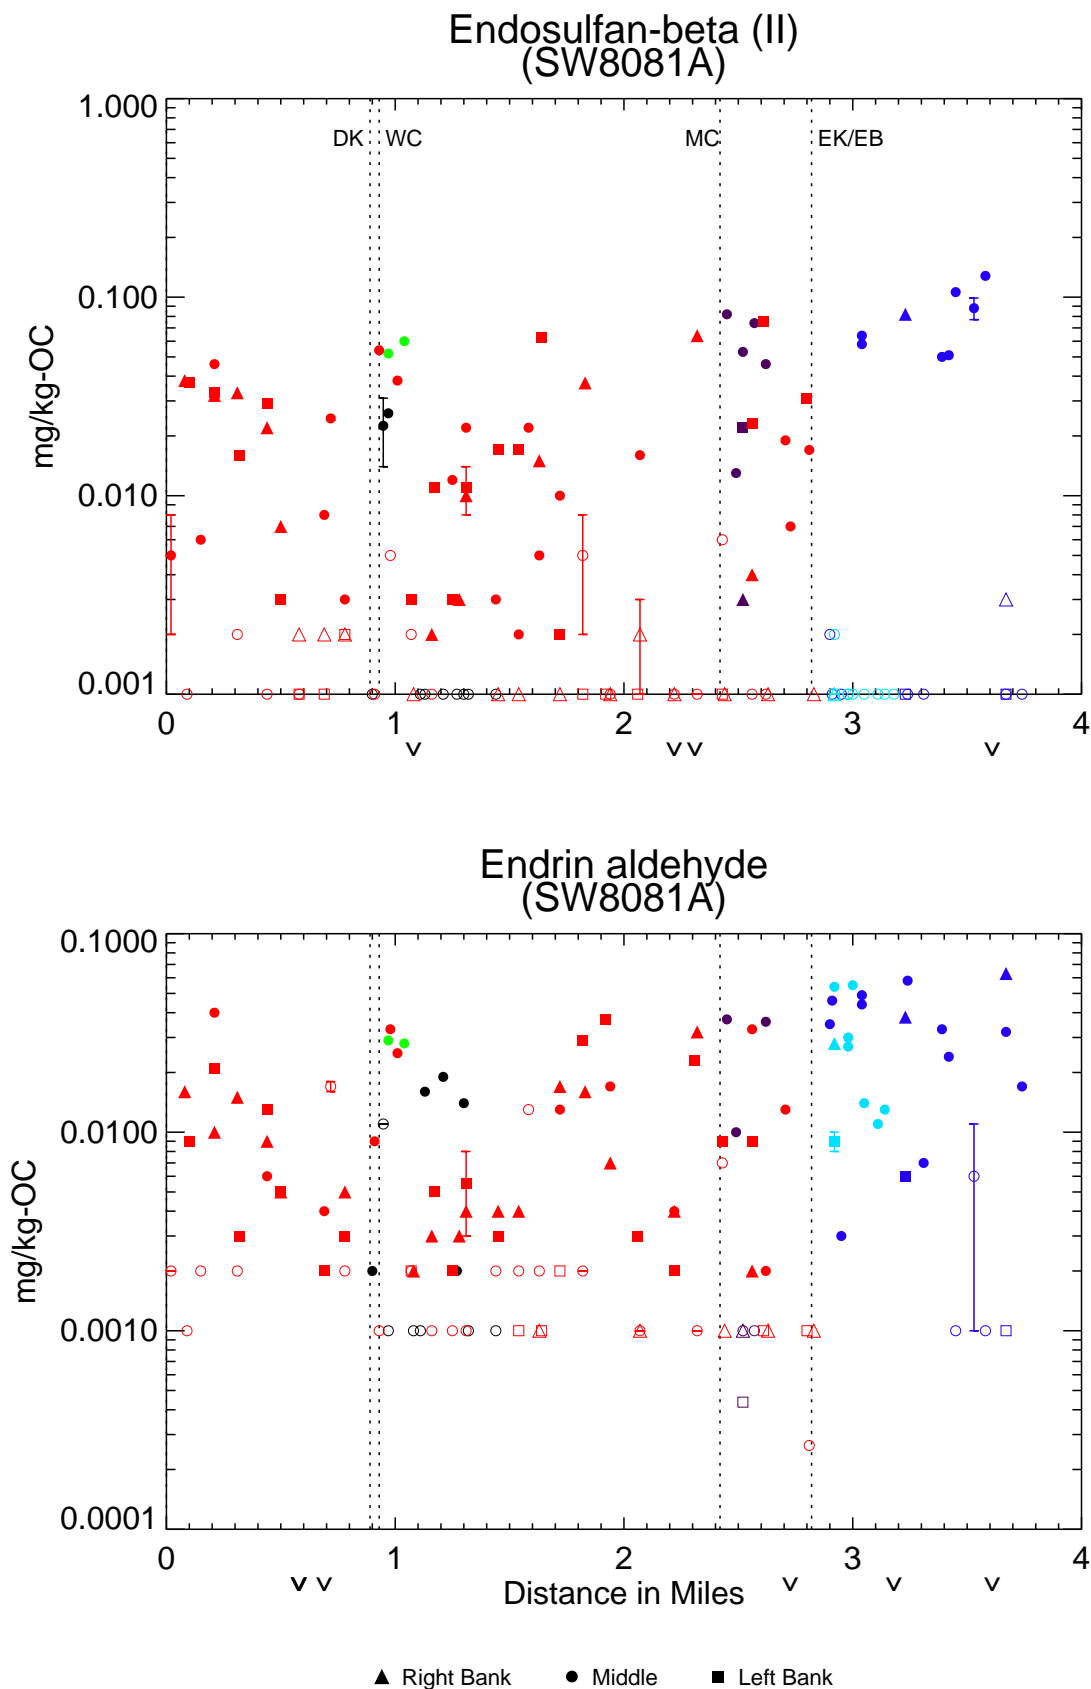 Endosulfan-beta (II)
(SW8081A)
1.000
DK WC MC EK/EB
0.100
mg/kg-OC
0.010
0.001
0 1 2 3 4
Endrin aldehyde
(SW8081A)
0.1000
0.0100
mg/kg-OC
0.0010
0.0001
0 1 2 3 4
Distance in Miles
Right Bank Middle Left Bank